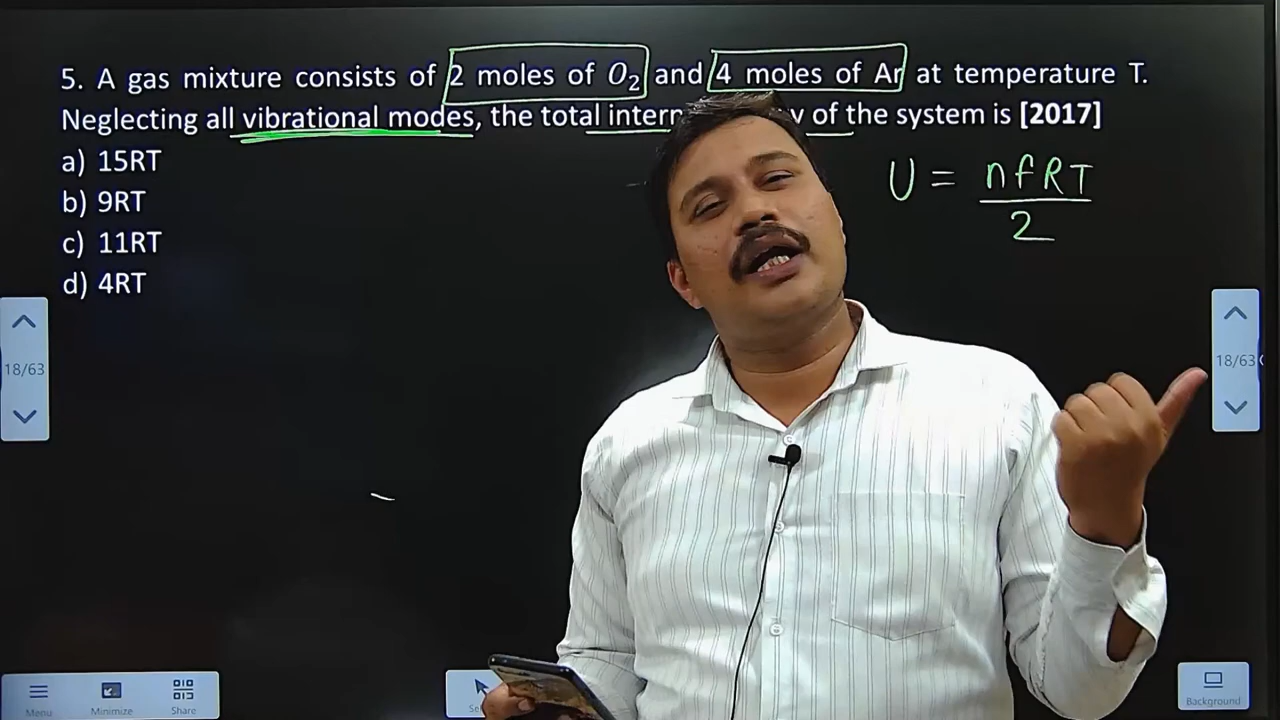 5. A gas mixture consists of 2 moles of O₂ and 4 moles of Ar at temperature T.
Neglecting all vibrational modes, the total of the system is [2017]
a) 15RT
b) 9RT
c) 11RT
d) 4RT
U = nfRT
2
18/63
18/63
Menu
Minimize
Share
Background